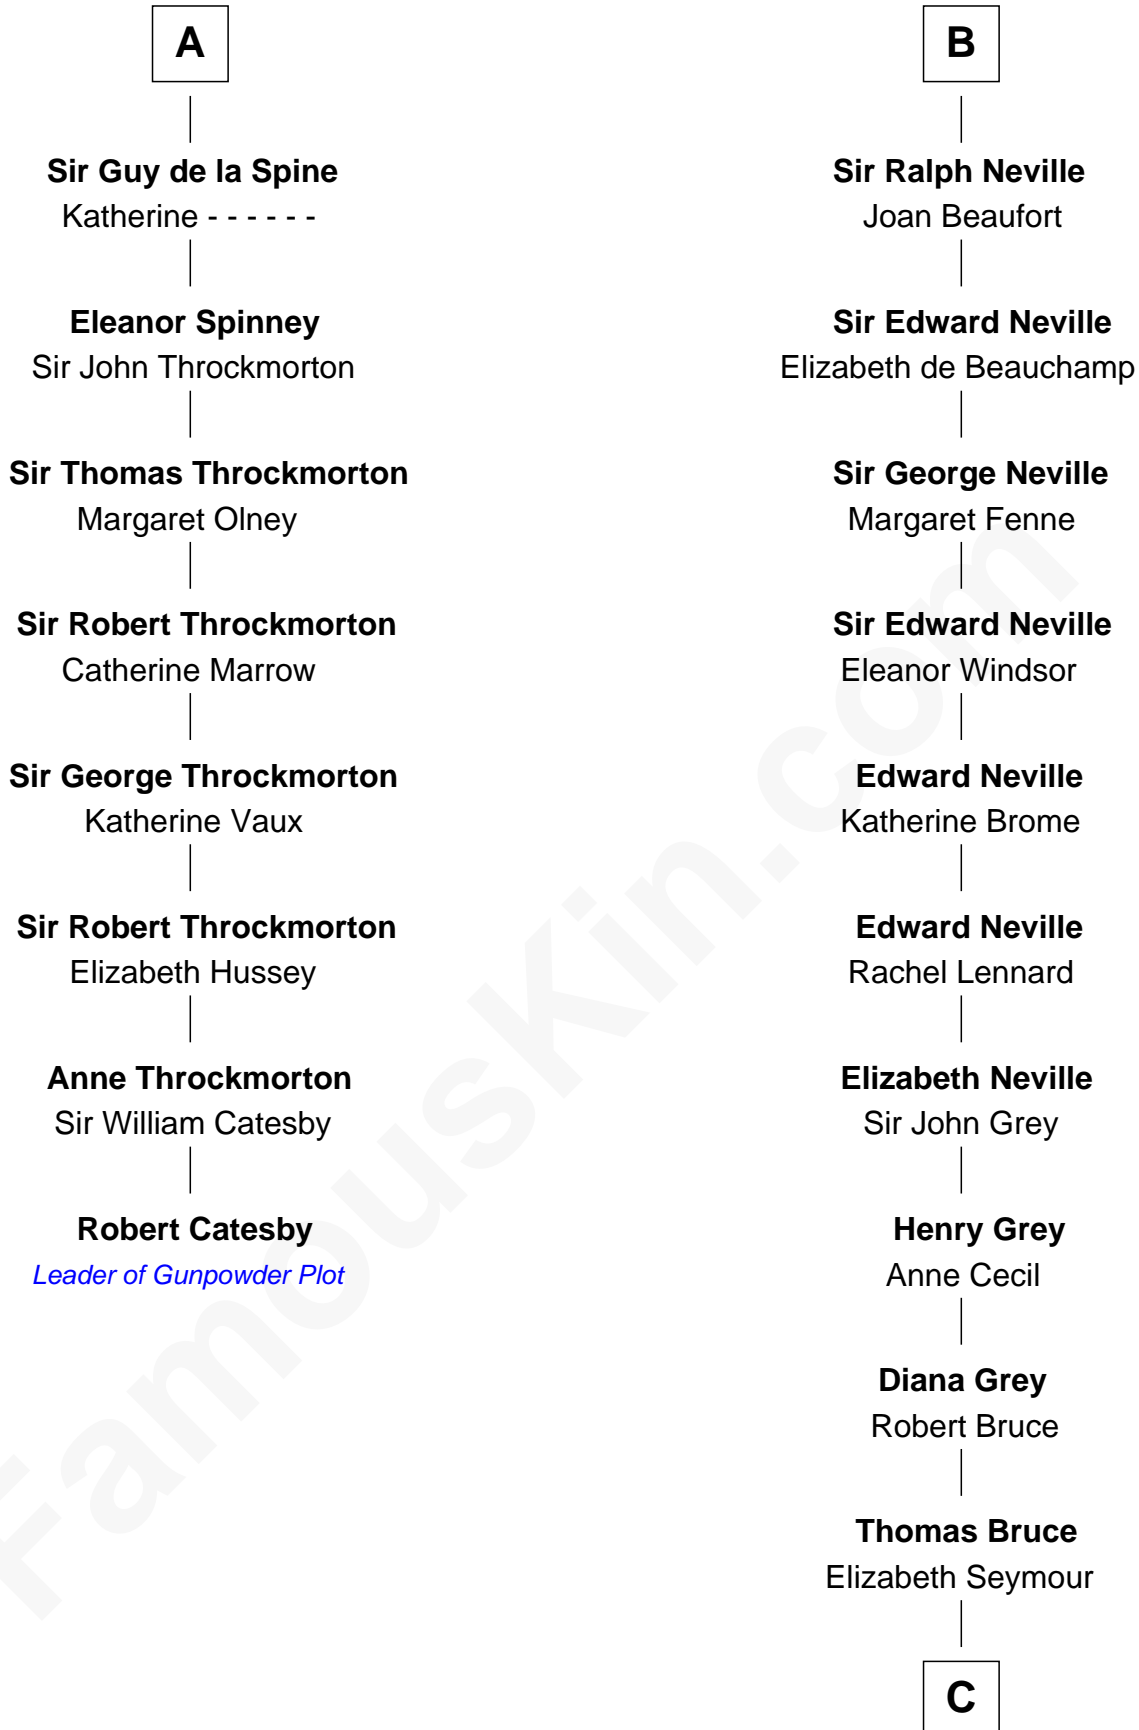 A
Sir Guy de la Spine
Katherine - - - - - -
Eleanor Spinney
Sir John Throckmorton
Sir Thomas Throckmorton
Margaret Olney
Sir Robert Throckmorton
Catherine Marrow
Sir George Throckmorton
Katherine Vaux
Sir Robert Throckmorton
Elizabeth Hussey
Anne Throckmorton
Sir William Catesby
Robert Catesby
Leader of Gunpowder Plot
B
Sir Ralph Neville
Joan Beaufort
Sir Edward Neville
Elizabeth de Beauchamp
Sir George Neville
Margaret Fenne
Sir Edward Neville
Eleanor Windsor
Edward Neville
Katherine Brome
Edward Neville
Rachel Lennard
Elizabeth Neville
Sir John Grey
Henry Grey
Anne Cecil
Diana Grey
Robert Bruce
Thomas Bruce
Elizabeth Seymour
C
FamousKin.com